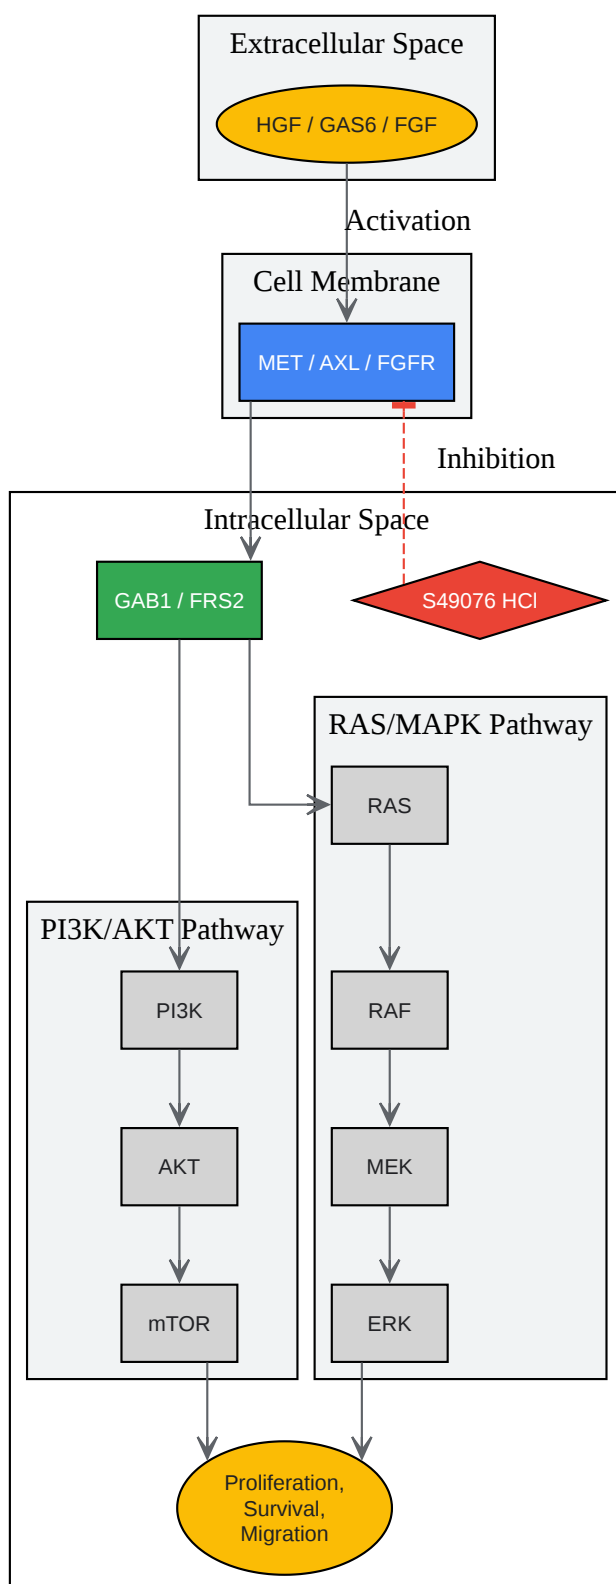 Extracellular Space
HGF / GAS6 / FGF
Activation
Cell Membrane
MET / AXL / FGFR
Inhibition
Intracellular Space
GAB1 / FRS2
S49076 HCl
RAS/MAPK Pathway
RAS
PI3K/AKT Pathway
PI3K
RAF
AKT
MEK
mTOR
ERK
Proliferation,
Survival,
Migration